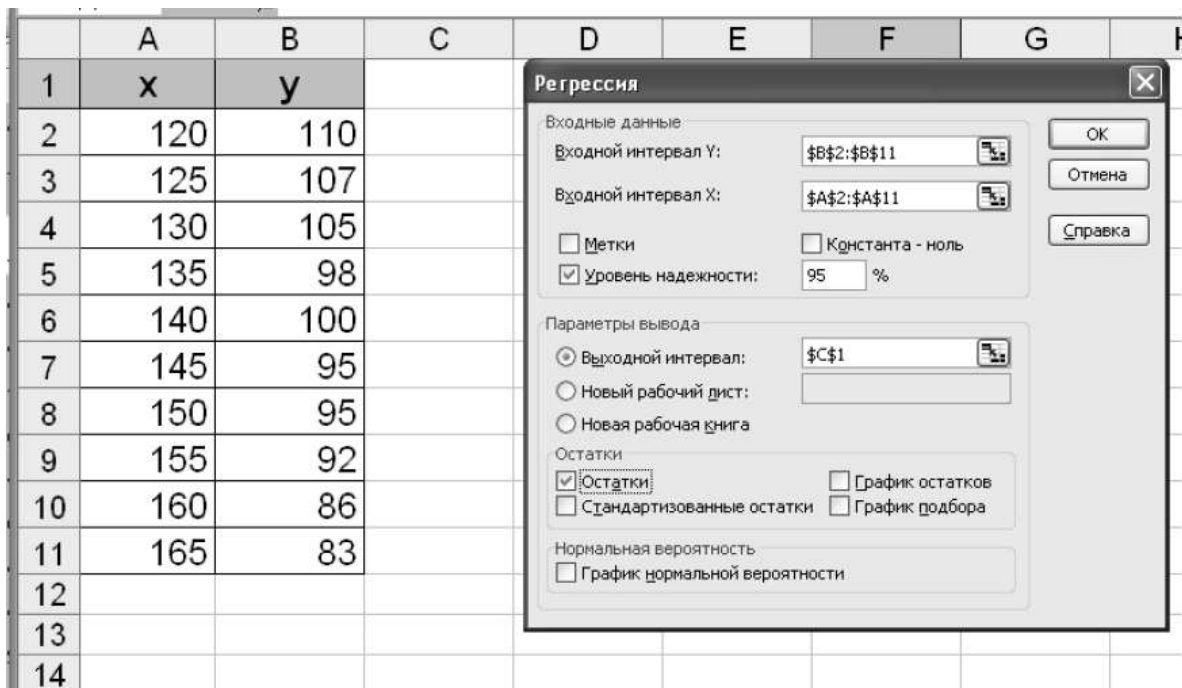 A B C D E F G
1 x y
2 120 110
3 125 107
4 130 105
5 135 98
6 140 100
7 145 95
8 150 95
9 155 92
10 160 86
11 165 83
12
13
14
Регрессия
Входные данные
Входной интервал Y: $B$2:$B$11
Входной интервал X: $A$2:$A$11
Метки Константа - ноль
Уровень надежности: 95 %
Параметры вывода
Выходной интервал: $C$1
Новый рабочий лист:
Новая рабочая книга
Остатки
Остатки График остатков
Стандартизованные остатки График подбора
Нормальная вероятность
График нормальной вероятности
ОК
Отмена
Справка